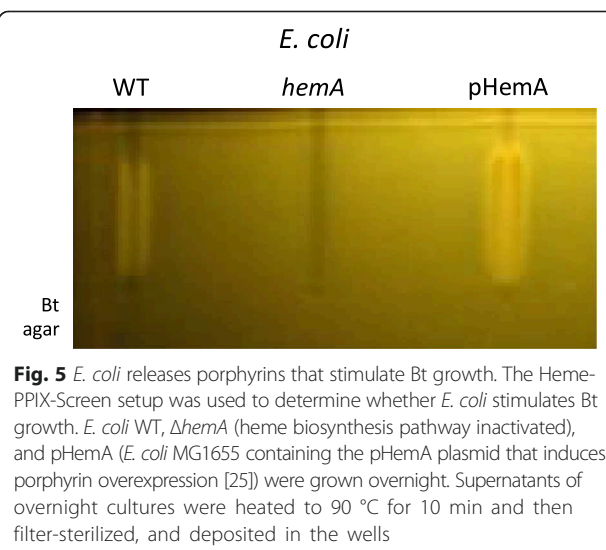 E. coli
WT hemA pHemA
Bt
agar
Fig. 5 E. coli releases porphyrins that stimulate Bt growth. The Heme-
PPIX-Screen setup was used to determine whether E. coli stimulates Bt
growth. E. coli WT, ΔhemA (heme biosynthesis pathway inactivated),
and pHemA (E. coli MG1655 containing the pHemA plasmid that induces
porphyrin overexpression [25]) were grown overnight. Supernatants of
overnight cultures were heated to 90 °C for 10 min and then
filter-sterilized, and deposited in the wells